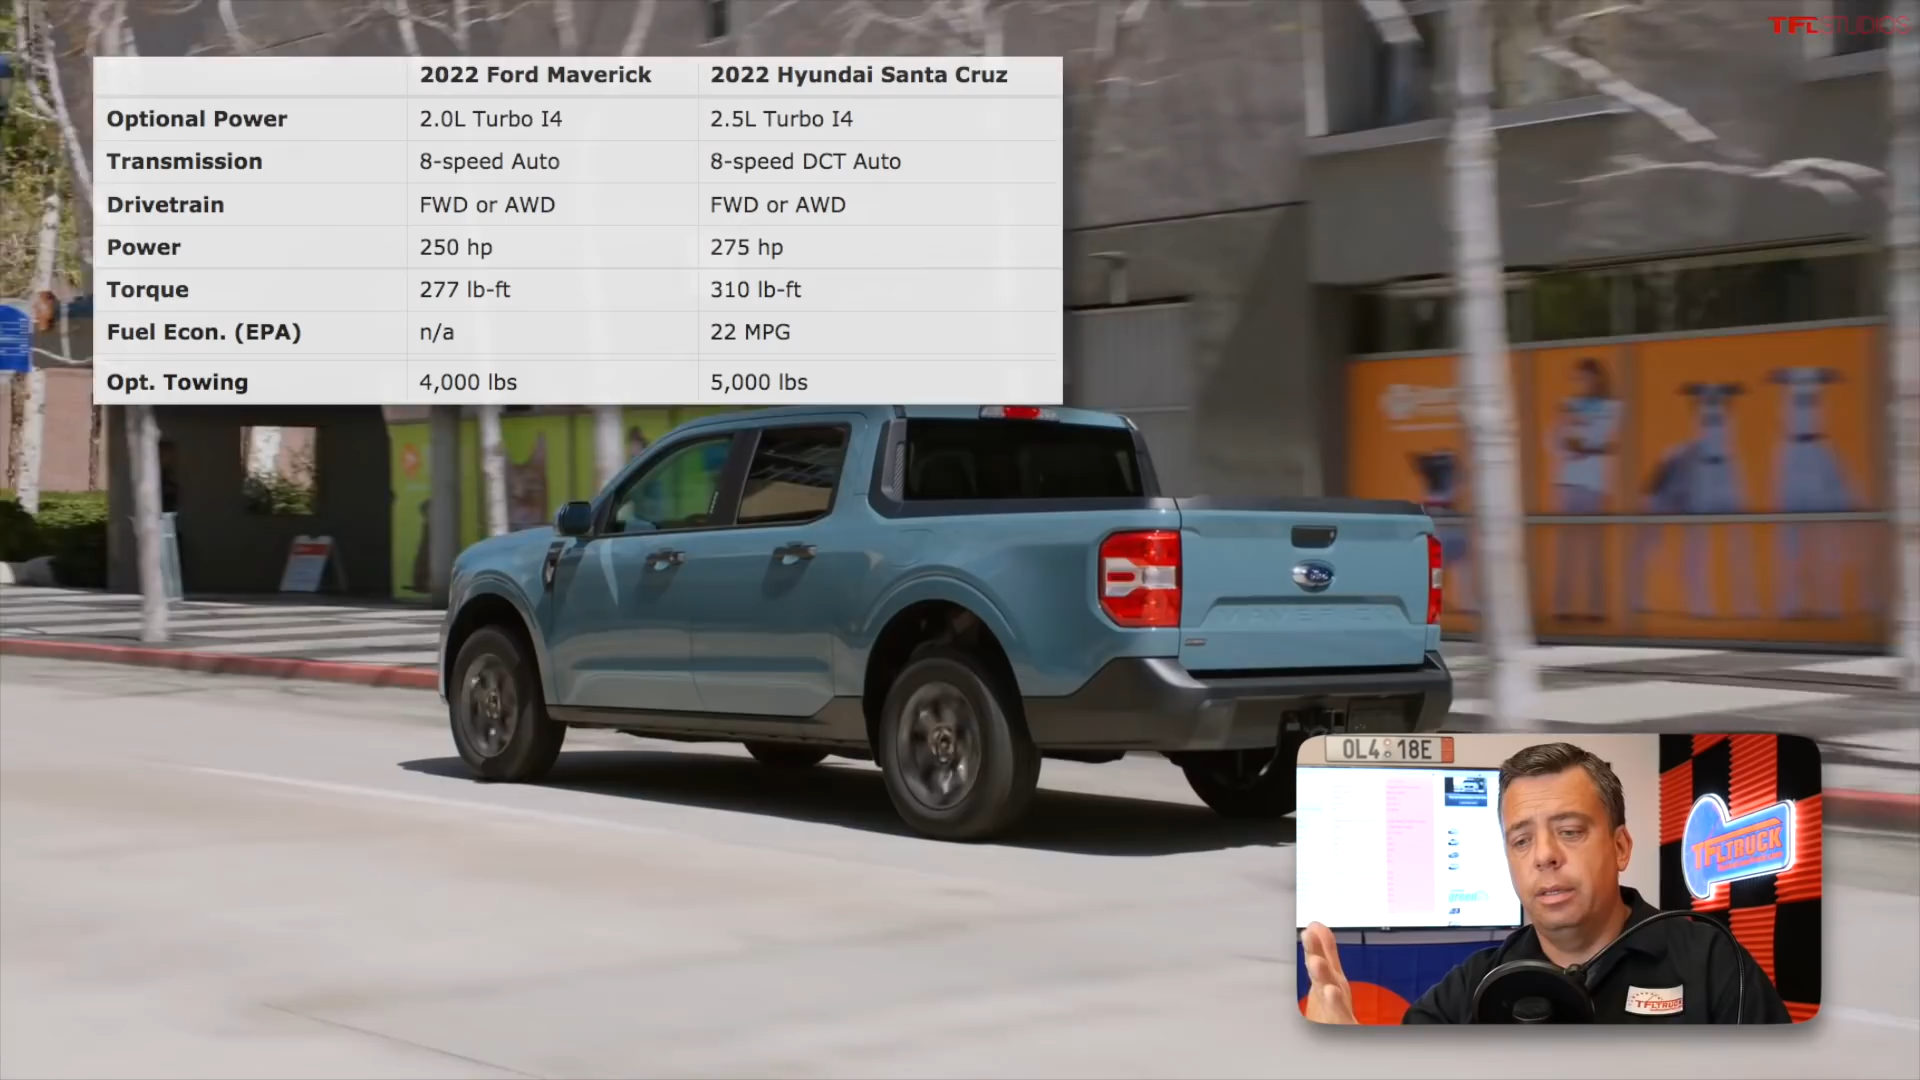 TFLSTUDIOS
2022 Ford Maverick 2022 Hyundai Santa Cruz
Optional Power 2.0L Turbo I4 2.5L Turbo I4
Transmission 8-speed Auto 8-speed DCT Auto
Drivetrain FWD or AWD FWD or AWD
Power 250 hp 275 hp
Torque 277 lb-ft 310 lb-ft
Fuel Econ. (EPA) n/a 22 MPG
Opt. Towing 4,000 lbs 5,000 lbs
Ford
MAVERICK
OL4 18E
TFLTRUCK
TFLTRUCK